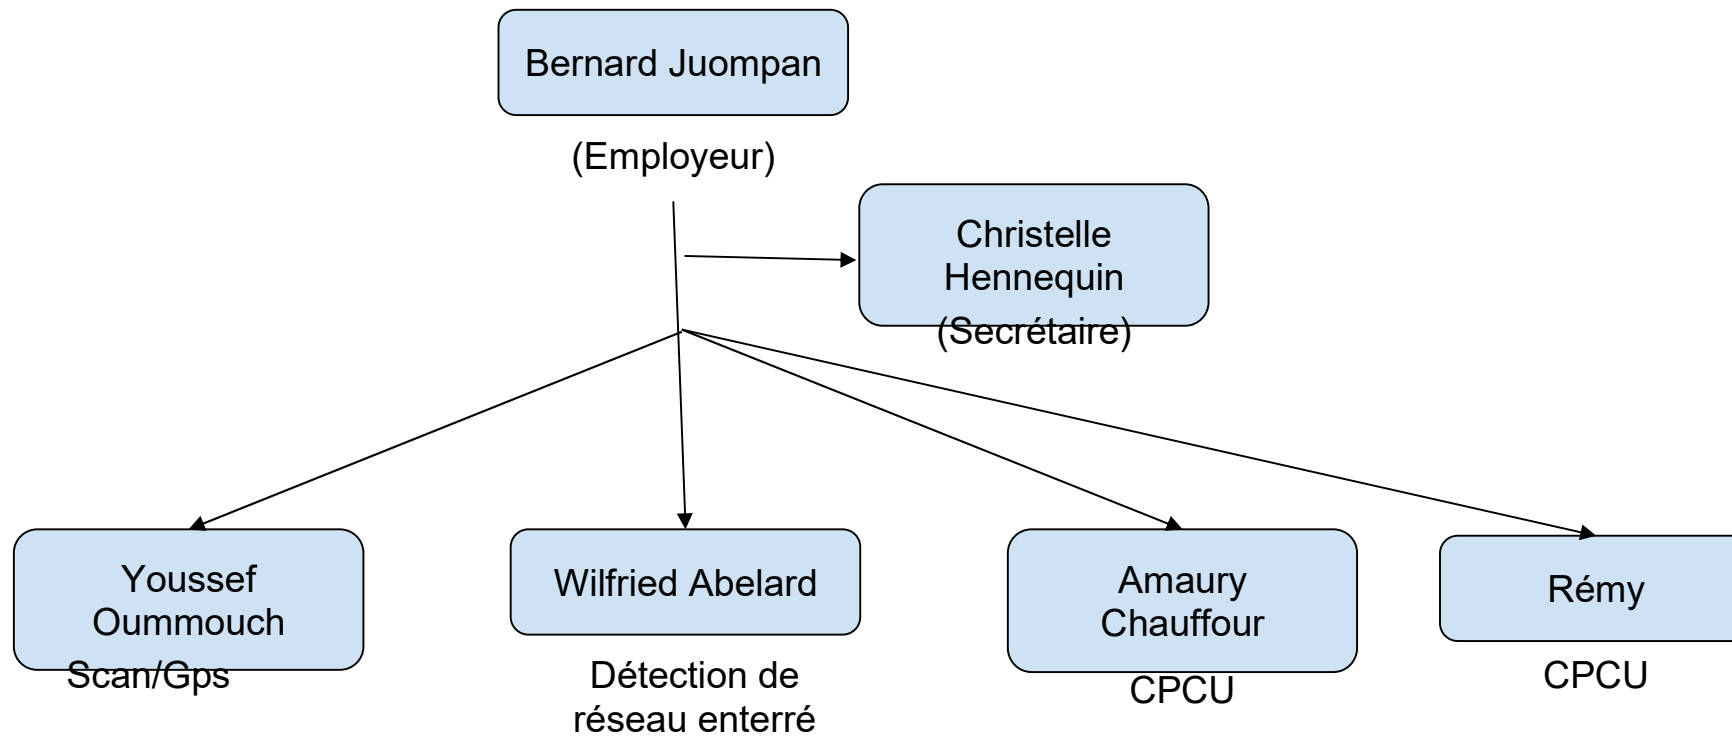 Bernard Juompan
(Employeur)
Christelle
Hennequin
(Secrétaire)
Youssef
Oummouch
Scan/Gps
Wilfried Abelard
Détection de
réseau enterré
Amaury
Chauffour
CPCU
Rémy
CPCU